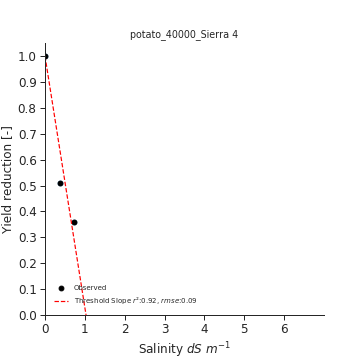 potato_40000_Sierra 4
Yield reduction [-]
1.0
0.9
0.8
0.7
0.6
0.5
0.4
0.3
0.2
0.1
0.0
Observed
Threshold Slope r²:0.92, rmse:0.09
0 1 2 3 4 5 6
Salinity dS m⁻¹